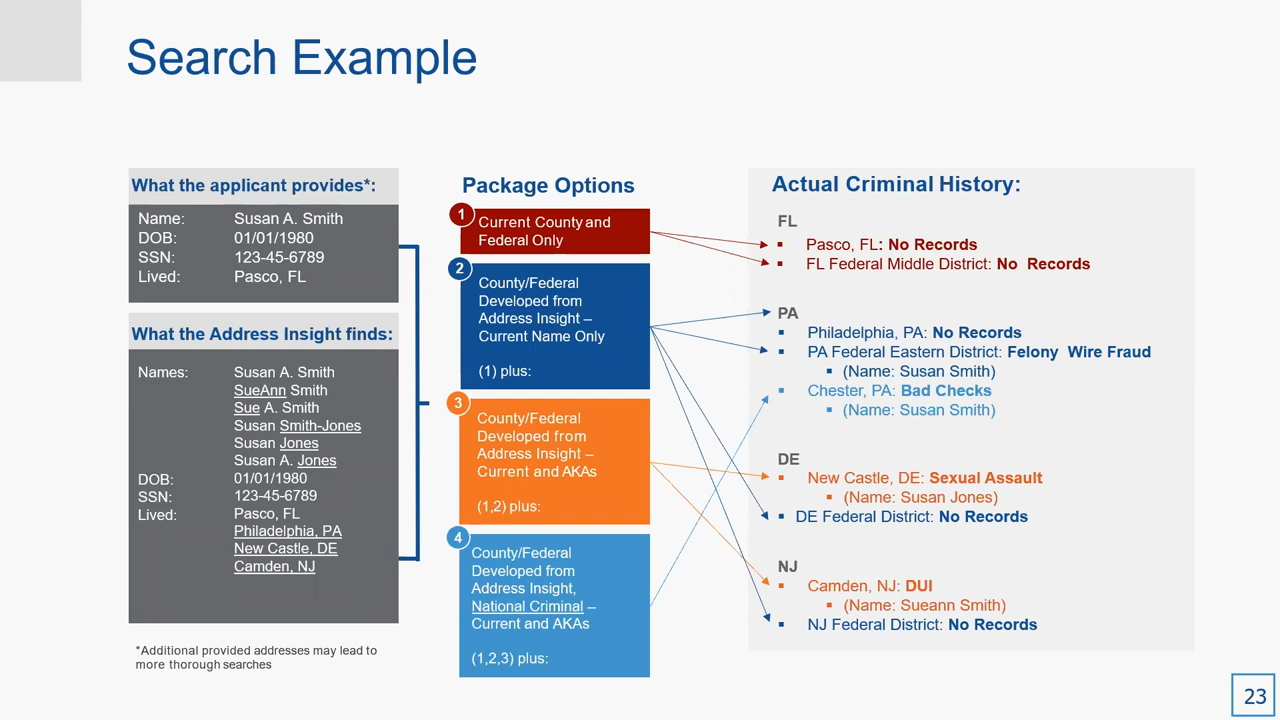 Search Example
What the applicant provides*:
Name: Susan A. Smith
DOB: 01/01/1980
SSN: 123-45-6789
Lived: Pasco, FL
What the Address Insight finds:
Names: Susan A. Smith
SueAnn Smith
Sue A. Smith
Susan Smith-Jones
Susan Jones
Susan A. Jones
DOB: 01/01/1980
SSN: 123-45-6789
Lived: Pasco, FL
Philadelphia, PA
New Castle, DE
Camden, NJ
*Additional provided addresses may lead to
more thorough searches
Package Options
1
Current County and
Federal Only
2
County/Federal
Developed from
Address Insight –
Current Name Only
(1) plus:
3
County/Federal
Developed from
Address Insight –
Current and AKAs
(1,2) plus:
4
County/Federal
Developed from
Address Insight,
National Criminal –
Current and AKAs
(1,2,3) plus:
Actual Criminal History:
FL
▪ Pasco, FL: No Records
▪ FL Federal Middle District: No Records
PA
▪ Philadelphia, PA: No Records
▪ PA Federal Eastern District: Felony Wire Fraud
▪ (Name: Susan Smith)
▪ Chester, PA: Bad Checks
▪ (Name: Susan Smith)
DE
▪ New Castle, DE: Sexual Assault
▪ (Name: Susan Jones)
▪ DE Federal District: No Records
NJ
▪ Camden, NJ: DUI
▪ (Name: Sueann Smith)
▪ NJ Federal District: No Records
23